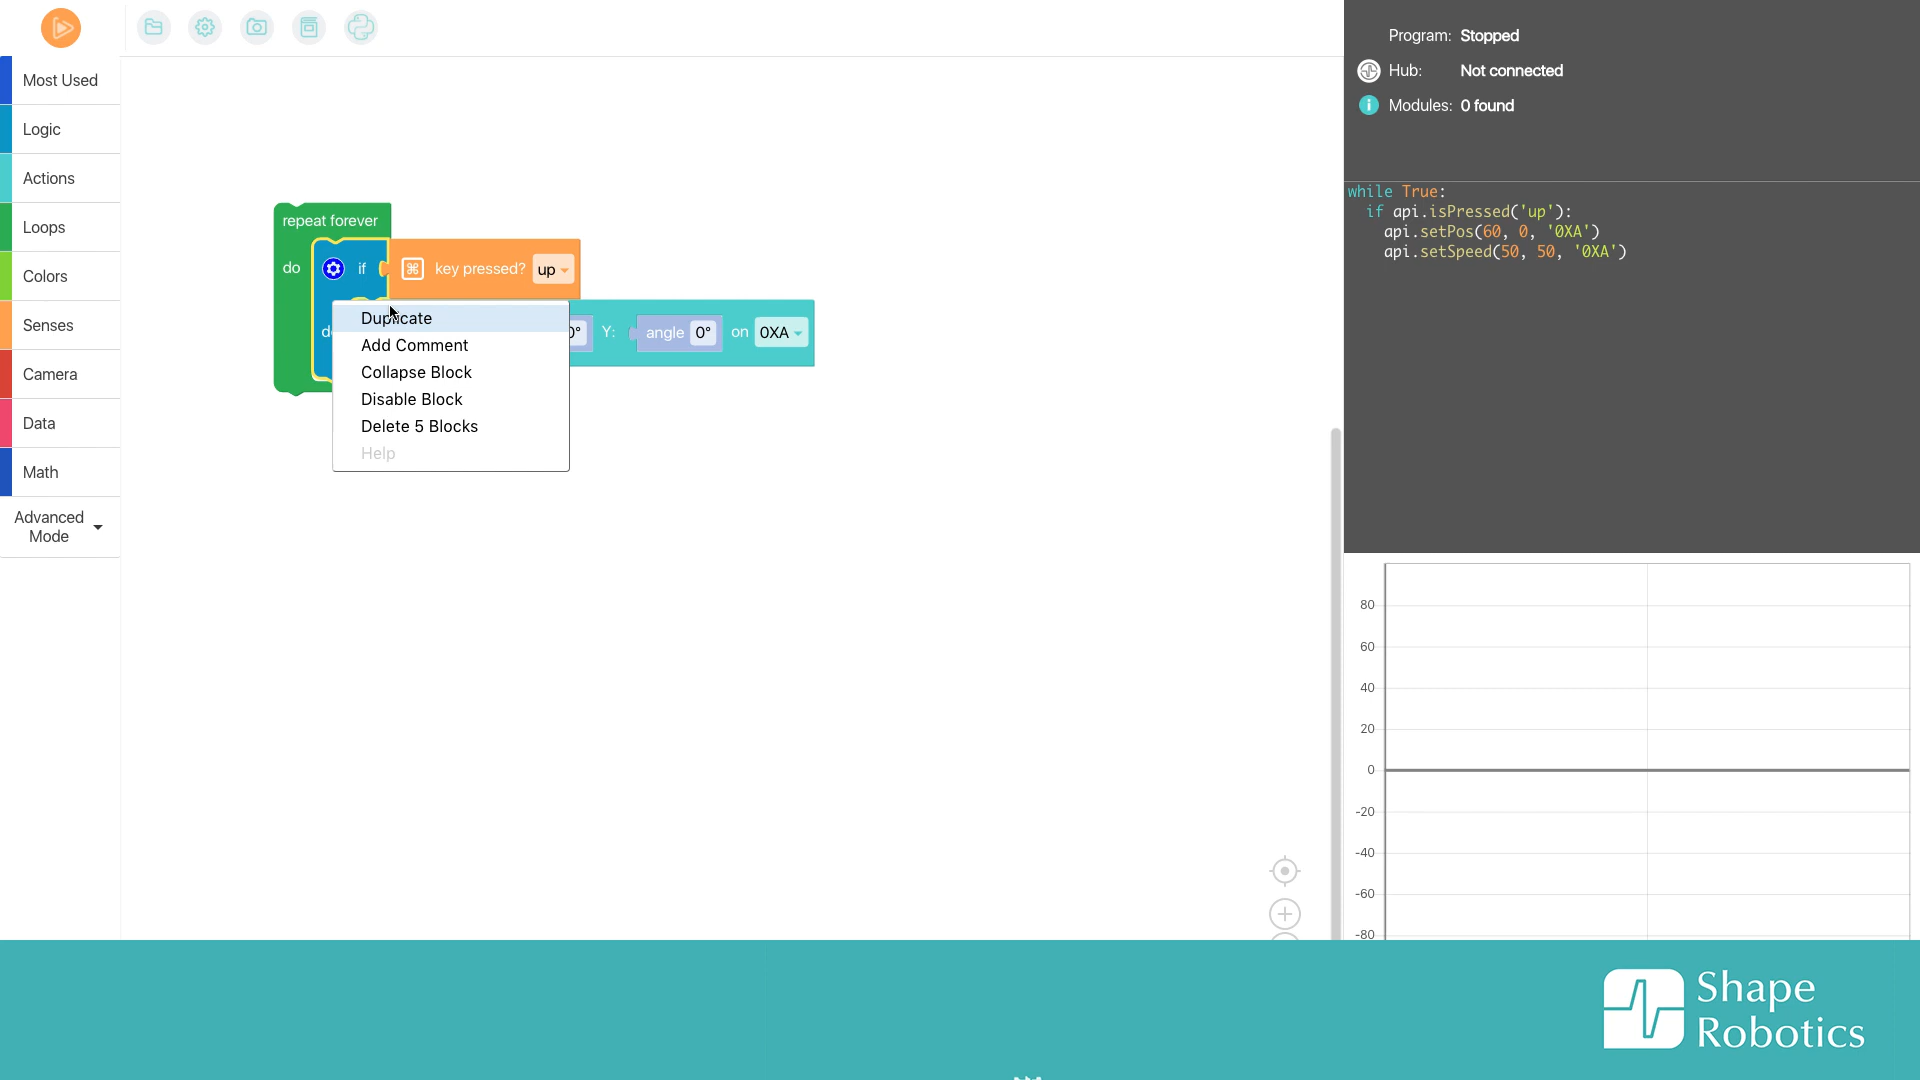 Most Used
Logic
Actions
Loops
Colors
Senses
Camera
Data
Math
Advanced
Mode
repeat forever
do
if
key pressed?
up
Y:
angle
0°
on
0XA
Duplicate
Add Comment
Collapse Block
Disable Block
Delete 5 Blocks
Help
Program: Stopped
Hub: Not connected
Modules: 0 found
while True:
if api.isPressed('up'):
api.setPos(60, 0, '0XA')
api.setSpeed(50, 50, '0XA')
80
60
40
20
0
-20
-40
-60
-80
Shape
Robotics